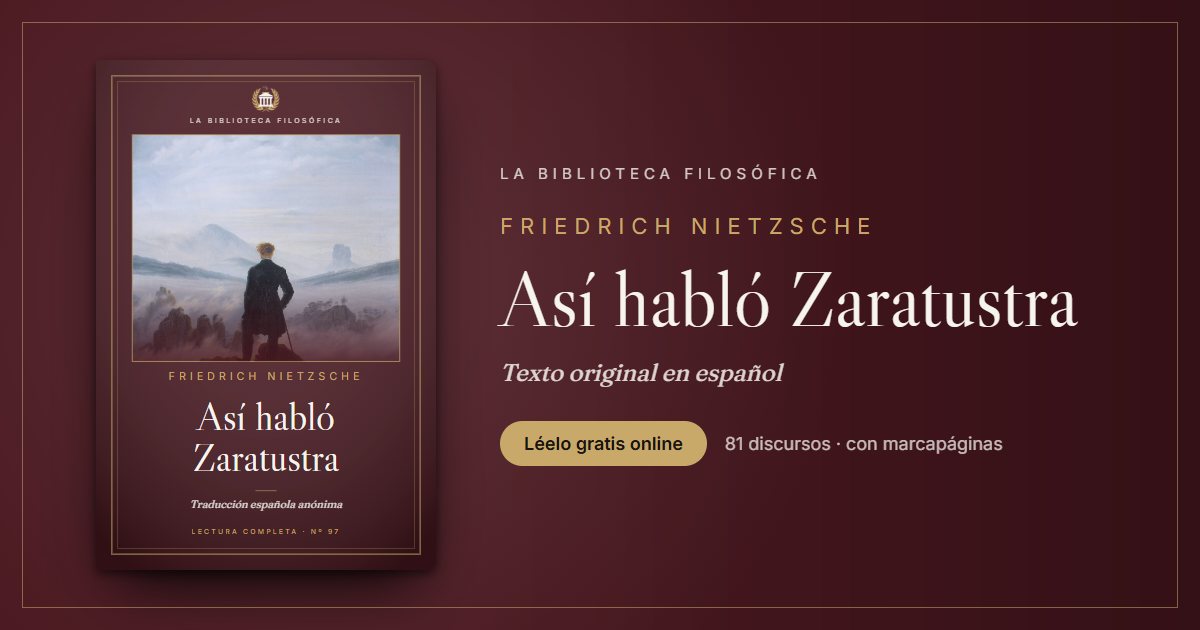 LA BIBLIOTECA FILOSÓFICA
FRIEDRICH NIETZSCHE
Así habló
Zaratustra
Traducción española anónima
LECTURA COMPLETA · Nº 97
LA BIBLIOTECA FILOSÓFICA
FRIEDRICH NIETZSCHE
Así habló Zaratustra
Texto original en español
Léelo gratis online
81 discursos · con marcapáginas